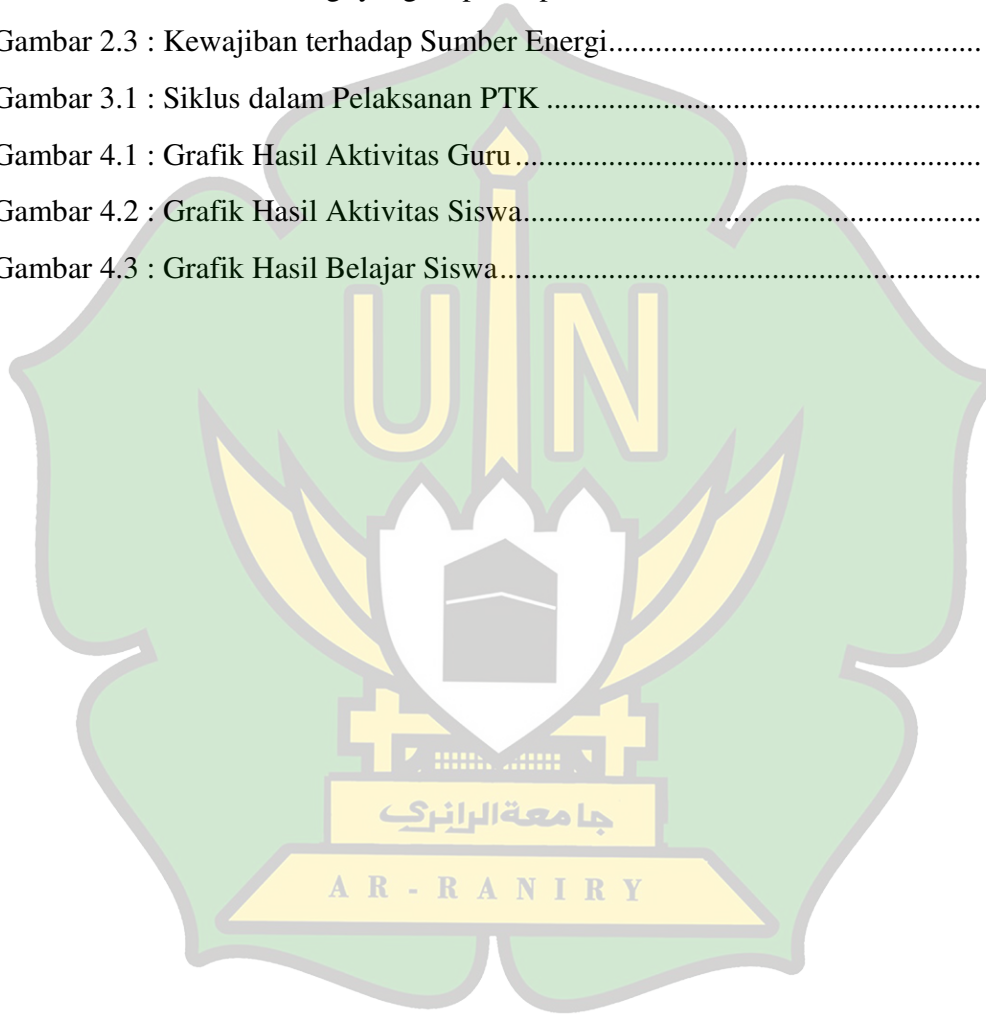 Gambar 2.3 : Kewajiban terhadap Sumber Energi................................................
Gambar 3.1 : Siklus dalam Pelaksanan PTK ........................................................
Gambar 4.1 : Grafik Hasil Aktivitas Guru............................................................
Gambar 4.2 : Grafik Hasil Aktivitas Siswa...........................................................
Gambar 4.3 : Grafik Hasil Belajar Siswa..............................................................
UIN
جامعة الرانري
AR-RANIRY